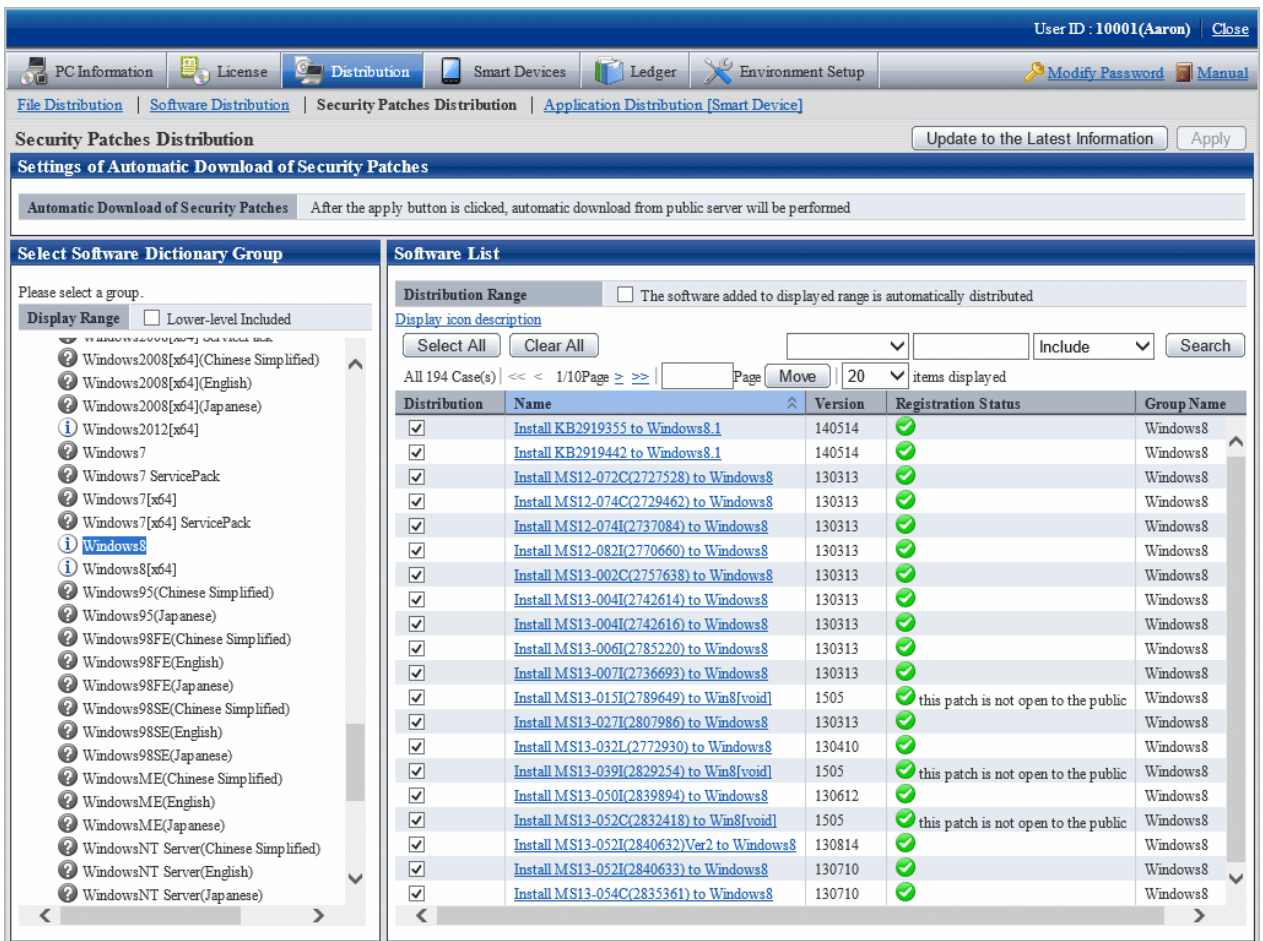 User ID : 10001(Aaron) Close
PC Information License Distribution Smart Devices Ledger Environment Setup Modify Password Manual
File Distribution | Software Distribution | Security Patches Distribution | Application Distribution [Smart Device]
Security Patches Distribution Update to the Latest Information Apply
Settings of Automatic Download of Security Patches
Automatic Download of Security Patches After the apply button is clicked, automatic download from public server will be performed
Select Software Dictionary Group
Please select a group.
Display Range Lower-level Included
Windows2008[x64] ServicePack
Windows2008[x64](Chinese Simplified)
Windows2008[x64](English)
Windows2008[x64](Japanese)
Windows2012[x64]
Windows7
Windows7 ServicePack
Windows7[x64]
Windows7[x64] ServicePack
Windows8
Windows8[x64]
Windows95(Chinese Simplified)
Windows95(Japanese)
Windows98FE(Chinese Simplified)
Windows98FE(English)
Windows98FE(Japanese)
Windows98SE(Chinese Simplified)
Windows98SE(English)
Windows98SE(Japanese)
WindowsME(Chinese Simplified)
WindowsME(English)
WindowsME(Japanese)
WindowsNT Server(Chinese Simplified)
WindowsNT Server(English)
WindowsNT Server(Japanese)
Software List
Distribution Range The software added to displayed range is automatically distributed
Display icon description
Select All Clear All Include Search
All 194 Case(s) | << < 1/10Page > >> | Page Move | 20 items displayed
Distribution Name Version Registration Status Group Name
Install KB2919355 to Windows8.1 140514 Windows8
Install KB2919442 to Windows8.1 140514 Windows8
Install MS12-072C(2727528) to Windows8 130313 Windows8
Install MS12-074C(2729462) to Windows8 130313 Windows8
Install MS12-074I(2737084) to Windows8 130313 Windows8
Install MS12-082I(2770660) to Windows8 130313 Windows8
Install MS13-002C(2757638) to Windows8 130313 Windows8
Install MS13-004I(2742614) to Windows8 130313 Windows8
Install MS13-004I(2742616) to Windows8 130313 Windows8
Install MS13-006I(2785220) to Windows8 130313 Windows8
Install MS13-007I(2736693) to Windows8 130313 Windows8
Install MS13-015I(2789649) to Win8[void] 1505 this patch is not open to the public Windows8
Install MS13-027I(2807986) to Windows8 130313 Windows8
Install MS13-032L(2772930) to Windows8 130410 Windows8
Install MS13-039I(2829254) to Win8[void] 1505 this patch is not open to the public Windows8
Install MS13-050I(2839894) to Windows8 130612 Windows8
Install MS13-052C(2832418) to Win8[void] 1505 this patch is not open to the public Windows8
Install MS13-052I(2840632)Ver2 to Windows8 130814 Windows8
Install MS13-052I(2840633) to Windows8 130710 Windows8
Install MS13-054C(2835361) to Windows8 130710 Windows8